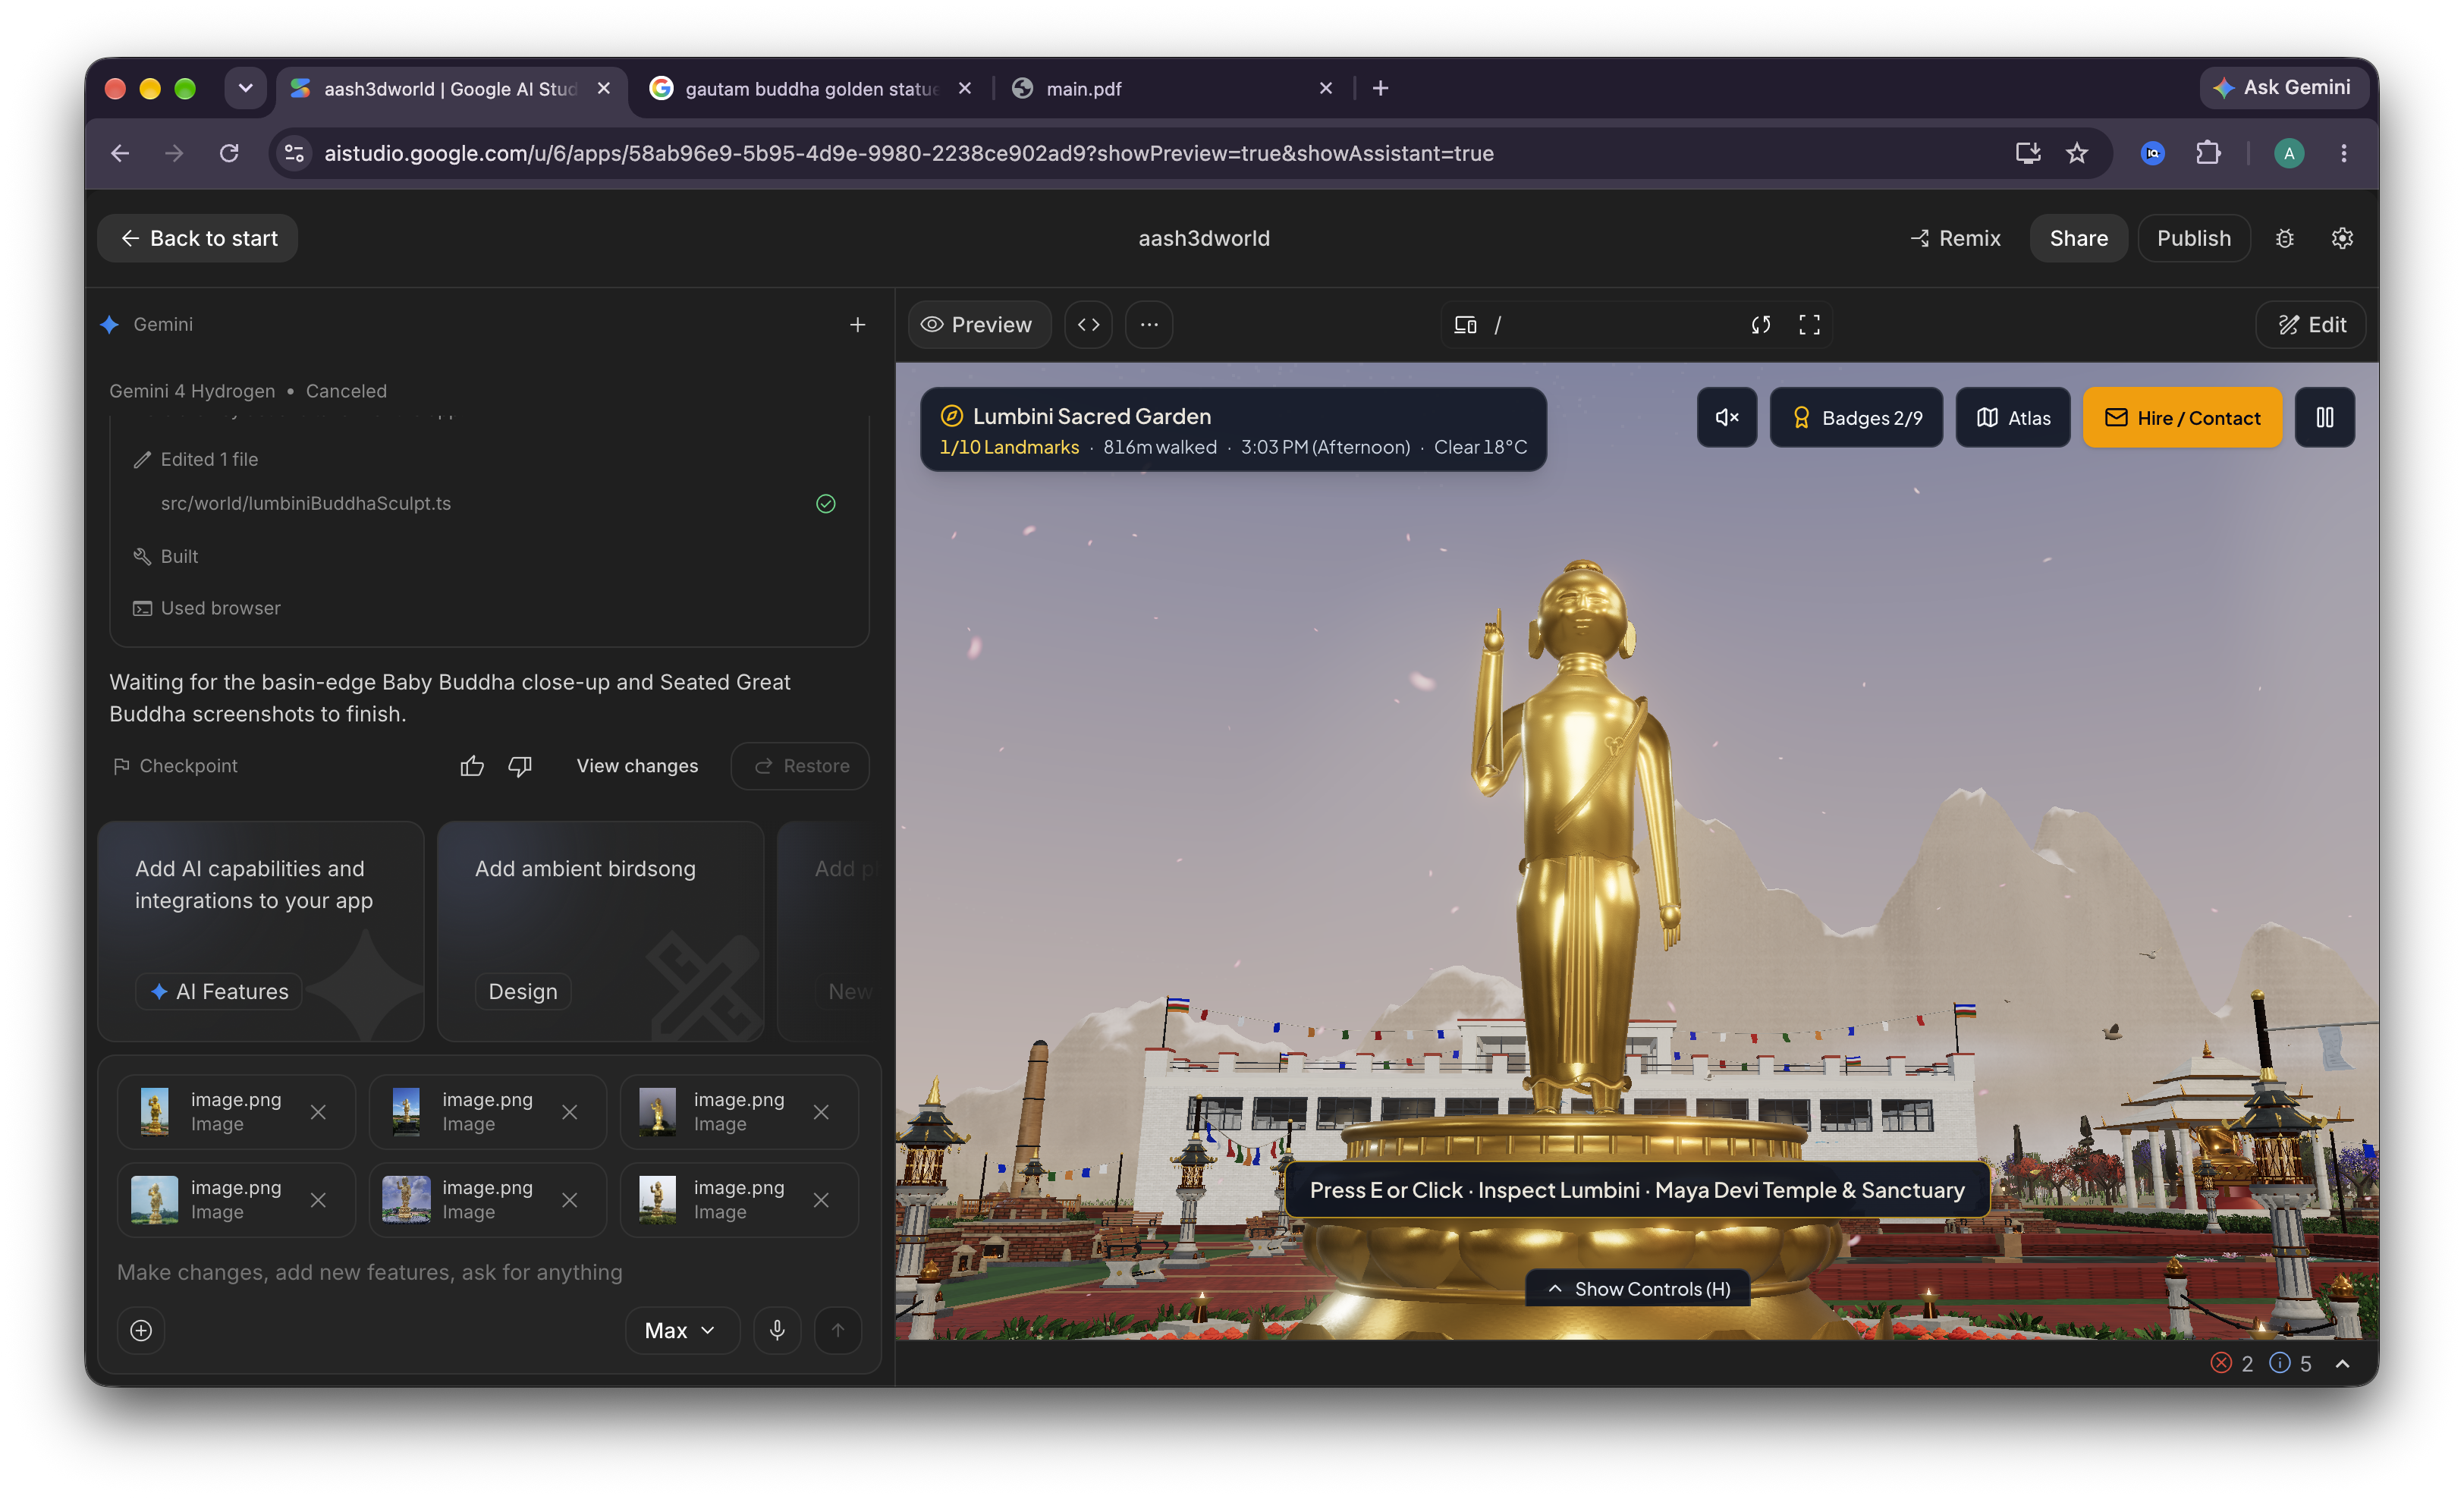 aash3dworld | Google AI Stud
gautam buddha golden statue
main.pdf
Ask Gemini
aistudio.google.com/u/6/apps/58ab96e9-5b95-4d9e-9980-2238ce902ad9?showPreview=true&showAssistant=true
A
Back to start
aash3dworld
Remix
Share
Publish
Gemini
Preview
/
Edit
Gemini 4 Hydrogen • Canceled
Edited 1 file
src/world/lumbiniBuddhaSculpt.ts
Built
Used browser
Waiting for the basin-edge Baby Buddha close-up and Seated Great
Buddha screenshots to finish.
Checkpoint
View changes
Restore
Add AI capabilities and
integrations to your app
AI Features
Add ambient birdsong
Design
Add
New
image.png
Image
image.png
Image
image.png
Image
image.png
Image
image.png
Image
image.png
Image
Make changes, add new features, ask for anything
Max
Lumbini Sacred Garden
1/10 Landmarks · 816m walked · 3:03 PM (Afternoon) · Clear 18°C
Badges 2/9
Atlas
Hire / Contact
Press E or Click · Inspect Lumbini · Maya Devi Temple & Sanctuary
Show Controls (H)
2
5